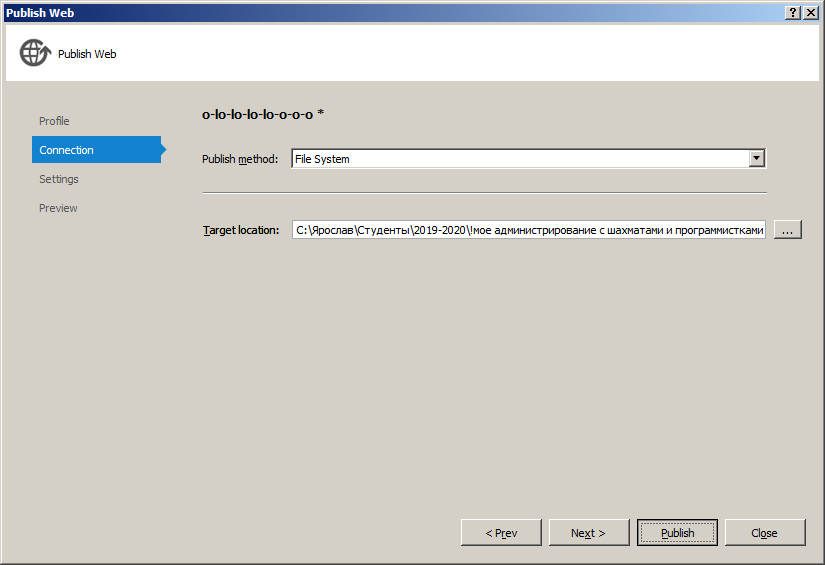 Publish Web
Publish Web
Profile
Connection
Settings
Preview
o-lo-lo-lo-lo-o-o-o *
Publish method: File System
Target location: C:\Ярослав\Студенты\2019-2020\!мое администрирование с шахматами и программистками ...
< Prev Next > Publish Close